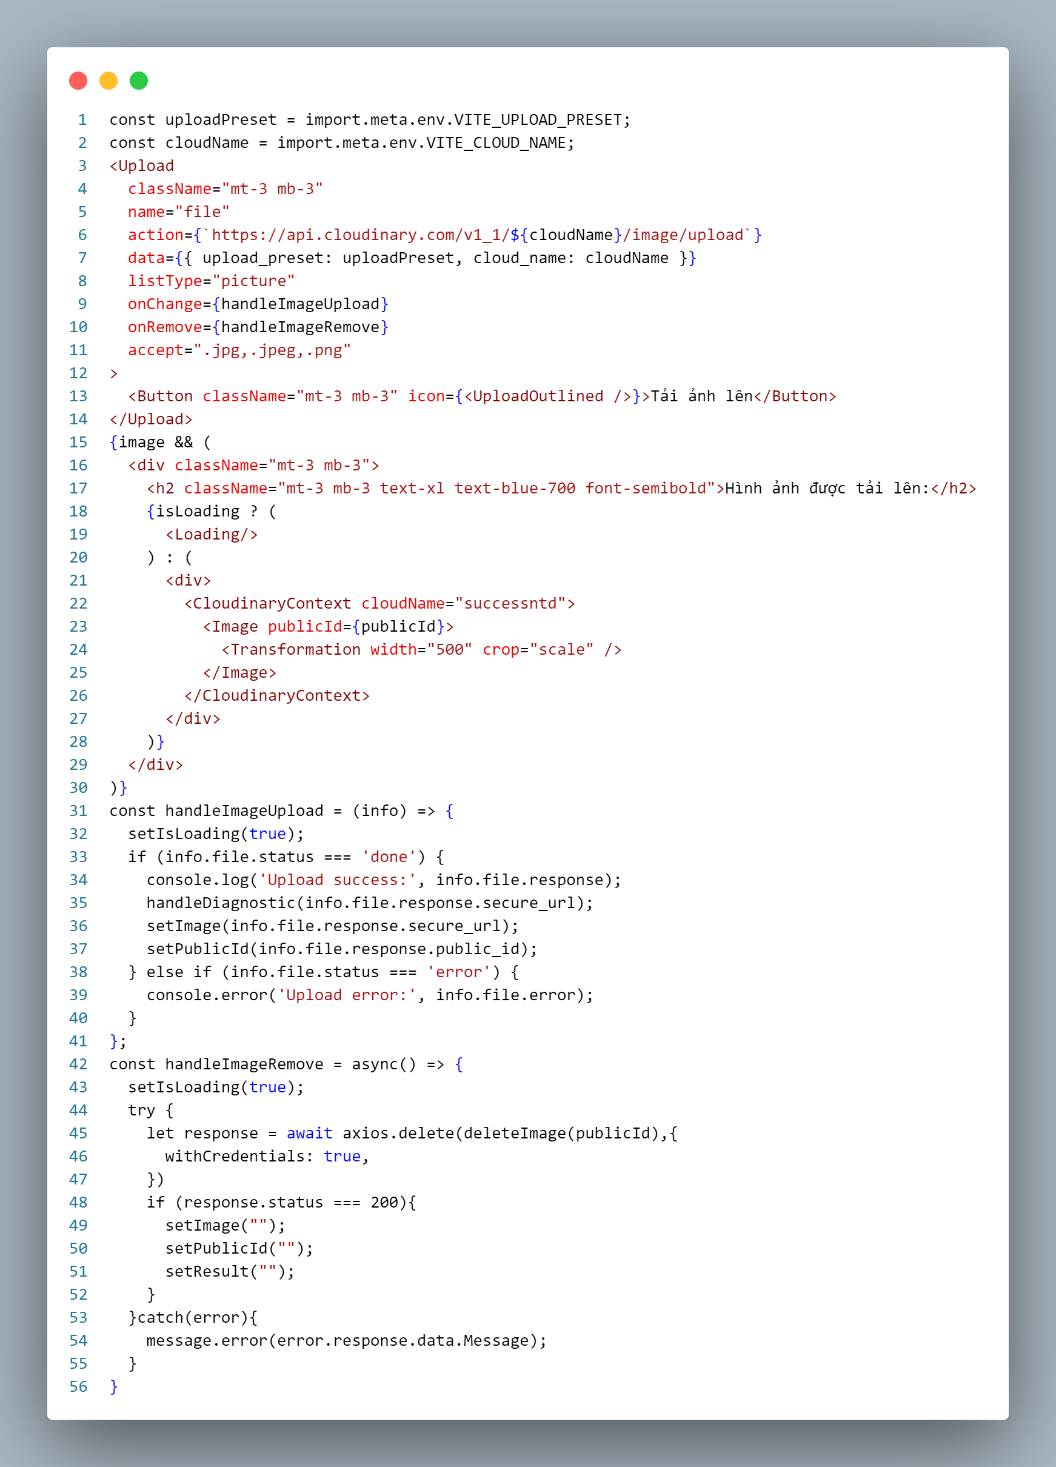 1 const uploadPreset = import.meta.env.VITE_UPLOAD_PRESET;
2 const cloudName = import.meta.env.VITE_CLOUD_NAME;
3 <Upload
4   className="mt-3 mb-3"
5   name="file"
6   action={`https://api.cloudinary.com/v1_1/${cloudName}/image/upload`}
7   data={{ upload_preset: uploadPreset, cloud_name: cloudName }}
8   listType="picture"
9   onChange={handleImageUpload}
10   onRemove={handleImageRemove}
11   accept=".jpg,.jpeg,.png"
12 >
13   <Button className="mt-3 mb-3" icon={<UploadOutlined />}>Tải ảnh lên</Button>
14 </Upload>
15 {image && (
16   <div className="mt-3 mb-3">
17     <h2 className="mt-3 mb-3 text-xl text-blue-700 font-semibold">Hình ảnh được tải lên:</h2>
18     {isLoading ? (
19       <Loading/>
20     ) : (
21       <div>
22         <CloudinaryContext cloudName="successntd">
23           <Image publicId={publicId}>
24             <Transformation width="500" crop="scale" />
25           </Image>
26         </CloudinaryContext>
27       </div>
28     )}
29   </div>
30 )}
31 const handleImageUpload = (info) => {
32   setIsLoading(true);
33   if (info.file.status === 'done') {
34     console.log('Upload success:', info.file.response);
35     handleDiagnostic(info.file.response.secure_url);
36     setImage(info.file.response.secure_url);
37     setPublicId(info.file.response.public_id);
38   } else if (info.file.status === 'error') {
39     console.error('Upload error:', info.file.error);
40   }
41 };
42 const handleImageRemove = async() => {
43   setIsLoading(true);
44   try {
45     let response = await axios.delete(deleteImage(publicId),{
46       withCredentials: true,
47     })
48     if (response.status === 200){
49       setImage("");
50       setPublicId("");
51       setResult("");
52     }
53   }catch(error){
54     message.error(error.response.data.Message);
55   }
56 }